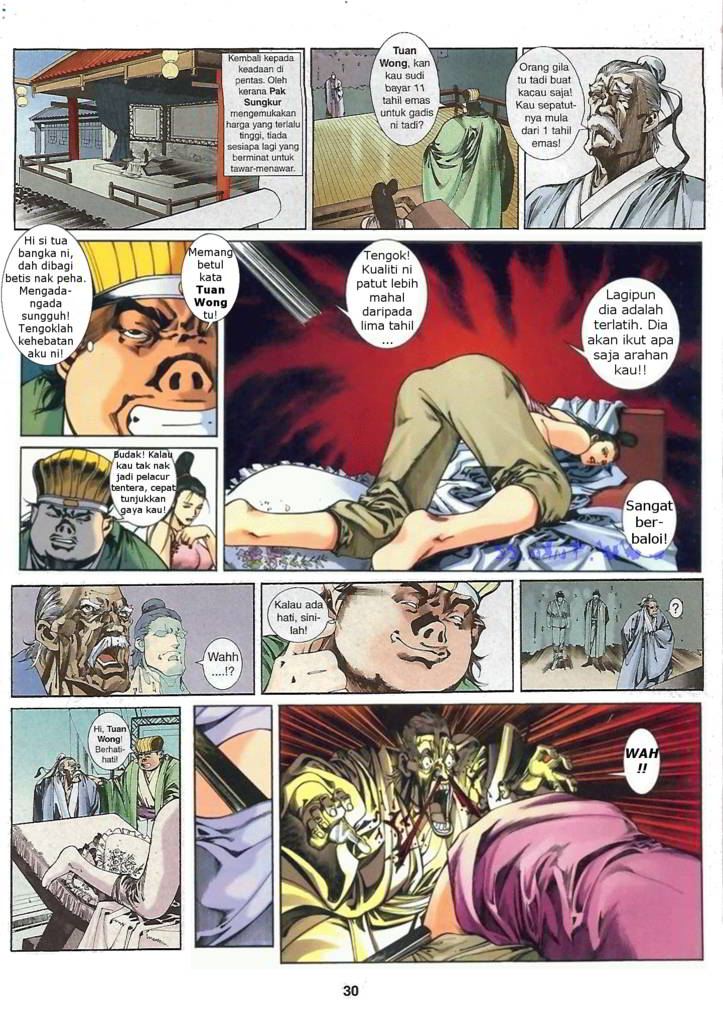 Kembali kepada
keadaan di
pentas. Oleh
kerana Pak
Sungkur
mengemukakan
harga yang terlalu
tinggi, tiada
sesiapa lagi yang
berminat untuk
tawar-menawar.
Tuan
Wong, kan
kau sudi
bayar 11
tahil emas
untuk gadis
ni tadi?
Orang gila
tu tadi buat
kacau saja!
Kau sepatut-
nya mula
dari 1 tahil
emas!
Hi si tua
bangka ni,
dah dibagi
betis nak peha.
Mengada-
ngada
sungguh!
Tengoklah
kehebatan
aku ni!
Memang
betul
kata
Tuan
Wong
tu!
Tengok!
Kualiti ni
patut lebih
mahal
daripada
lima tahil
...
Lagipun
dia adalah
terlatih. Dia
akan ikut apa
saja arahan
kau!!
Budak! Kalau
kau tak nak
jadi pelacur
tentera, cepat
tunjukkan
gaya kau!
Sangat
ber-
baloi!
Wahh
....!?
Kalau ada
hati, sini-
lah!
?
Hi, Tuan
Wong!
Berhati-
hati!
WAH
!!
30